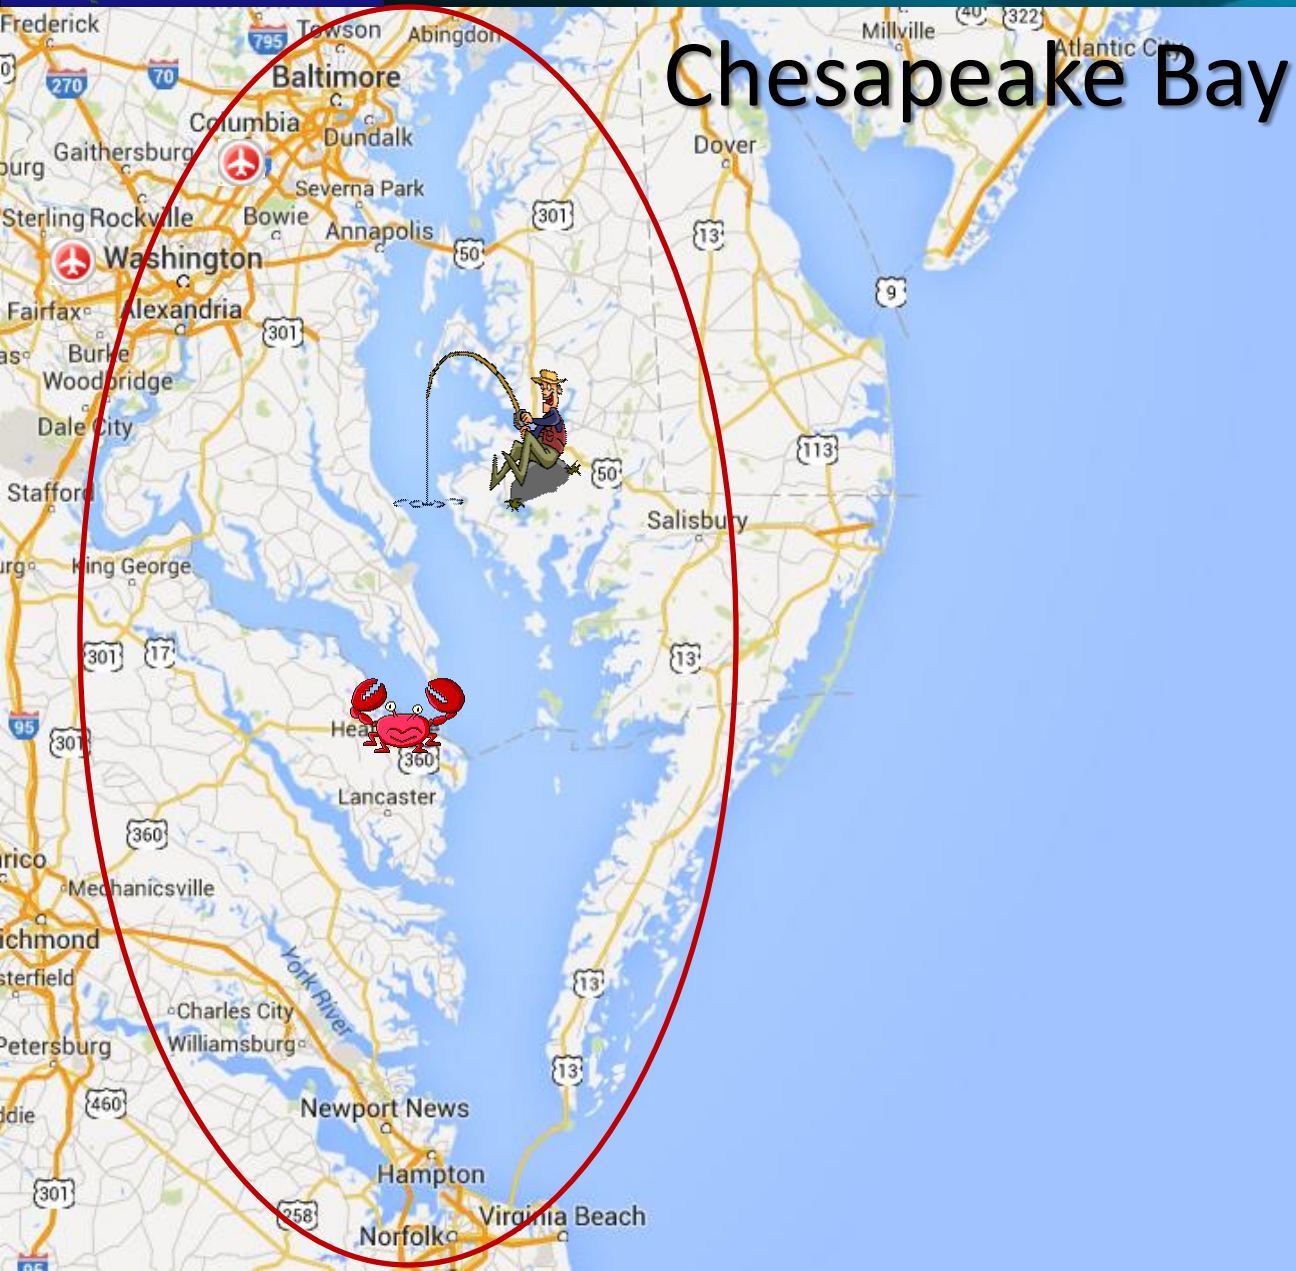 Chesapeake Bay
Frederick
795
Towson
Abingdon
Millville
40
322
Atlantic City
270
70
Baltimore
Columbia
Dundalk
Gaithersburg
Dover
Severna Park
Sterling
Rockville
Bowie
Annapolis
301
13
50
Washington
9
Fairfax
Alexandria
301
Burke
Woodbridge
Dale City
113
50
Stafford
Salisbury
King George
301
17
13
95
301
360
Lancaster
360
Mechanicsville
York River
13
Charles City
Williamsburg
13
460
Newport News
Hampton
301
258
Virginia Beach
Norfolk
95